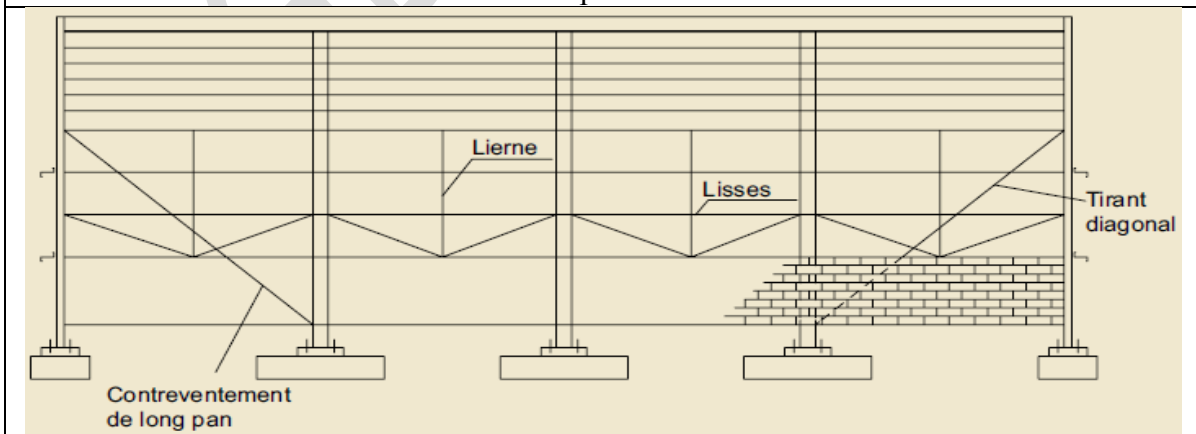 Lierne
Lisses
Tirant
diagonal
Contreventement
de long pan